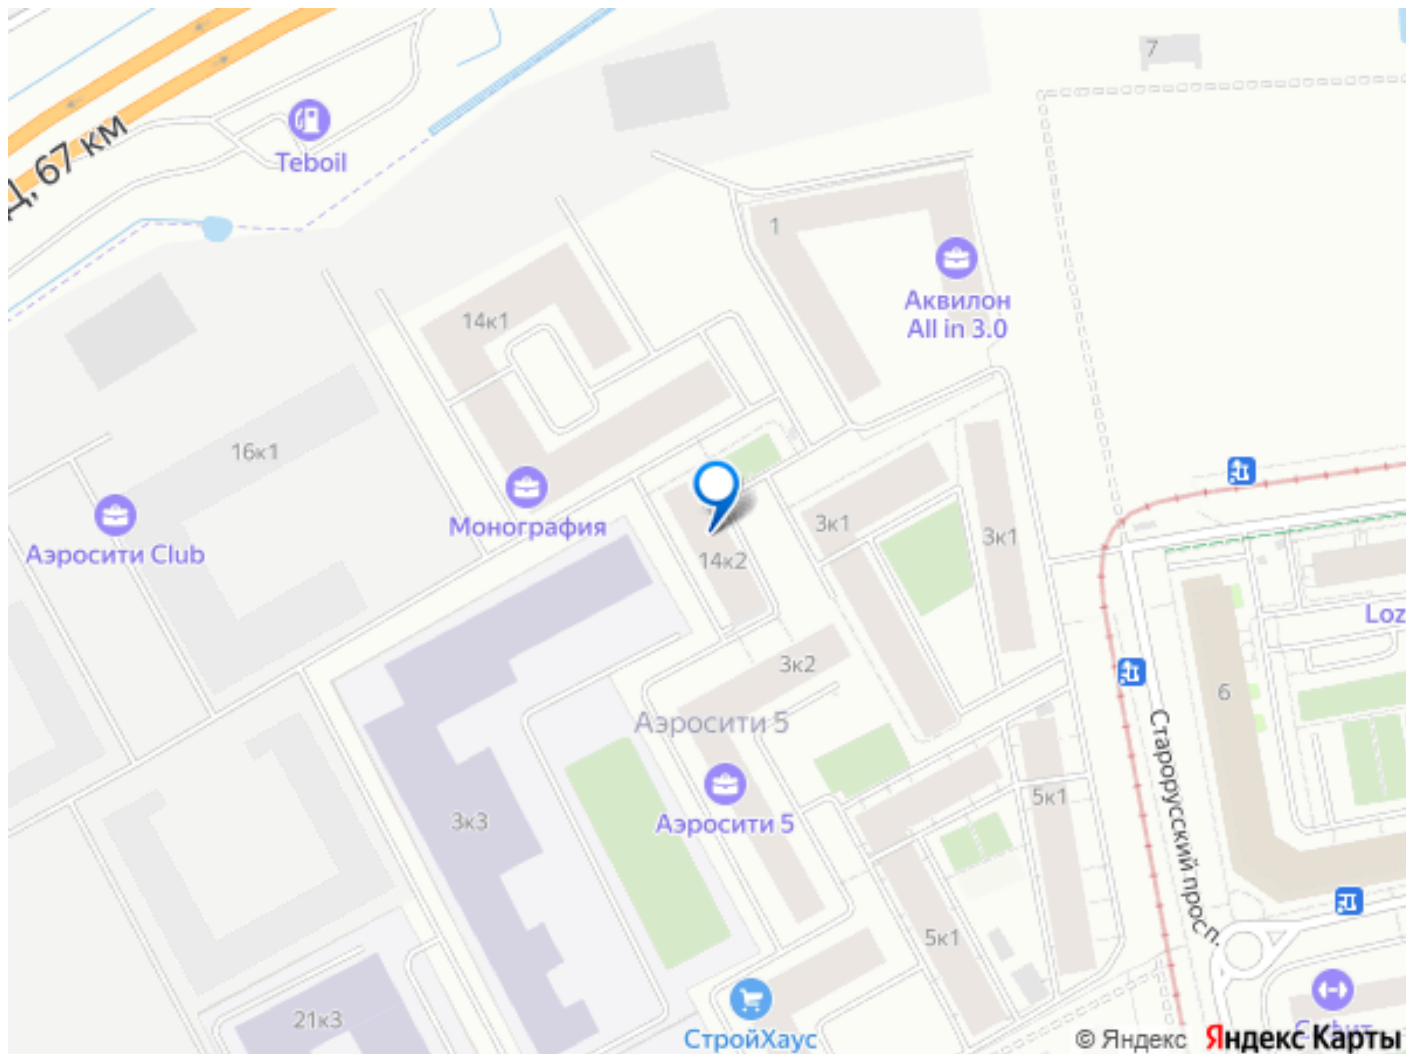 7
Teboil
Д, 67 км
1
Аквилон
All in 3.0
14к1
16к1
Монография
Аэросити Club
3к1
3к1
14к2
Loz
3к2
6
Аэросити 5
Старорусский просп.
Аэросити 5
5к1
3к3
5к1
21к3
СтройХаус
© Яндекс
Яндекс Карты